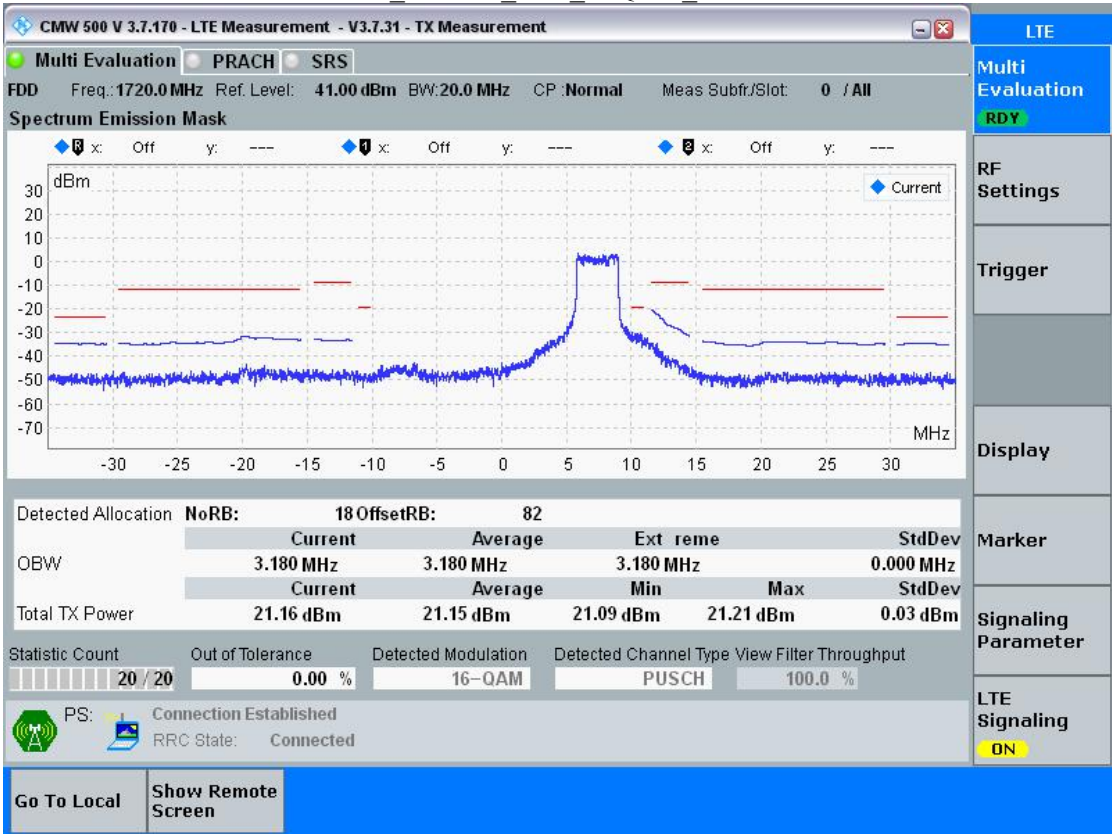 CMW 500 V 3.7.170 - LTE Measurement - V3.7.31 - TX Measurement
LTE
Multi Evaluation PRACH SRS
FDD Freq.: 1720.0 MHz Ref. Level: 41.00 dBm BW: 20.0 MHz CP : Normal Meas Subfr./Slot: 0 / All
Spectrum Emission Mask
R x: Off y: --- 1 x: Off y: --- 2 x: Off y: ---
dBm
Current
30
20
10
0
-10
-20
-30
-40
-50
-60
-70
MHz
-30 -25 -20 -15 -10 -5 0 5 10 15 20 25 30
Detected Allocation NoRB: 18 OffsetRB: 82
Current Average Ext reme StdDev
OBW 3.180 MHz 3.180 MHz 3.180 MHz 0.000 MHz
Current Average Min Max StdDev
Total TX Power 21.16 dBm 21.15 dBm 21.09 dBm 21.21 dBm 0.03 dBm
Statistic Count Out of Tolerance Detected Modulation Detected Channel Type View Filter Throughput
20 / 20 0.00 % 16-QAM PUSCH 100.0 %
PS: Connection Established
RRC State: Connected
Multi
Evaluation
RDY
RF
Settings
Trigger
Display
Marker
Signaling
Parameter
LTE
Signaling
ON
Go To Local
Show Remote
Screen